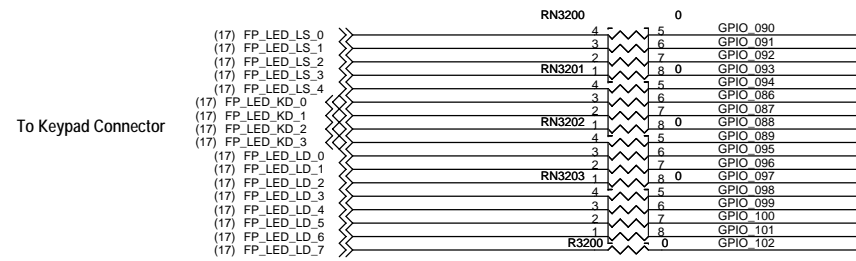 RN3200 0
(17) FP_LED_LS_0 4 5 GPIO_090
(17) FP_LED_LS_1 3 6 GPIO_091
(17) FP_LED_LS_2 2 7 GPIO_092
(17) FP_LED_LS_3 RN3201 1 8 0 GPIO_093
(17) FP_LED_LS_4 4 5 GPIO_094
(17) FP_LED_KD_0 3 6 GPIO_086
(17) FP_LED_KD_1 2 7 GPIO_087
To Keypad Connector (17) FP_LED_KD_2 RN3202 1 8 0 GPIO_088
(17) FP_LED_KD_3 4 5 GPIO_089
(17) FP_LED_LD_0 3 6 GPIO_095
(17) FP_LED_LD_1 2 7 GPIO_096
(17) FP_LED_LD_2 RN3203 1 8 0 GPIO_097
(17) FP_LED_LD_3 4 5 GPIO_098
(17) FP_LED_LD_4 3 6 GPIO_099
(17) FP_LED_LD_5 2 7 GPIO_100
(17) FP_LED_LD_6 1 8 GPIO_101
(17) FP_LED_LD_7 R3200 0 GPIO_102